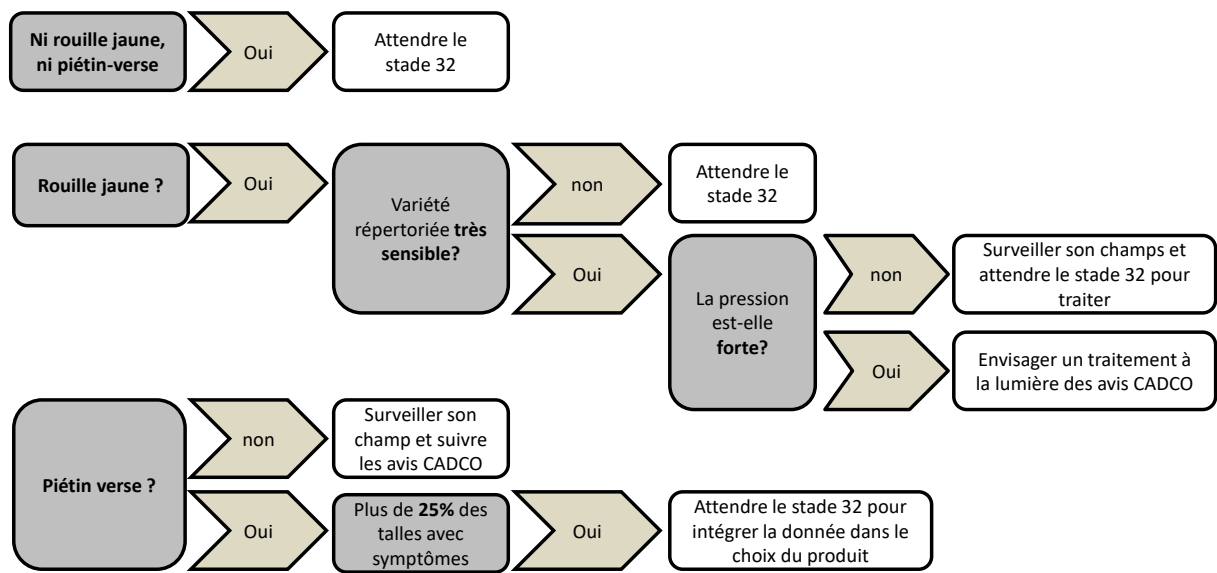 Ni rouille jaune,
ni piétin-verse
Oui
Attendre le
stade 32
Rouille jaune ?
Oui
Variété
répertoriée très
sensible?
non
Attendre le
stade 32
Oui
La pression
est-elle
forte?
non
Surveiller son champs et
attendre le stade 32 pour
traiter
Oui
Envisager un traitement à
la lumière des avis CADCO
Piétin verse ?
non
Surveiller son
champ et suivre
les avis CADCO
Oui
Plus de 25% des
talles avec
symptômes
Oui
Attendre le stade 32 pour
intégrer la donnée dans le
choix du produit